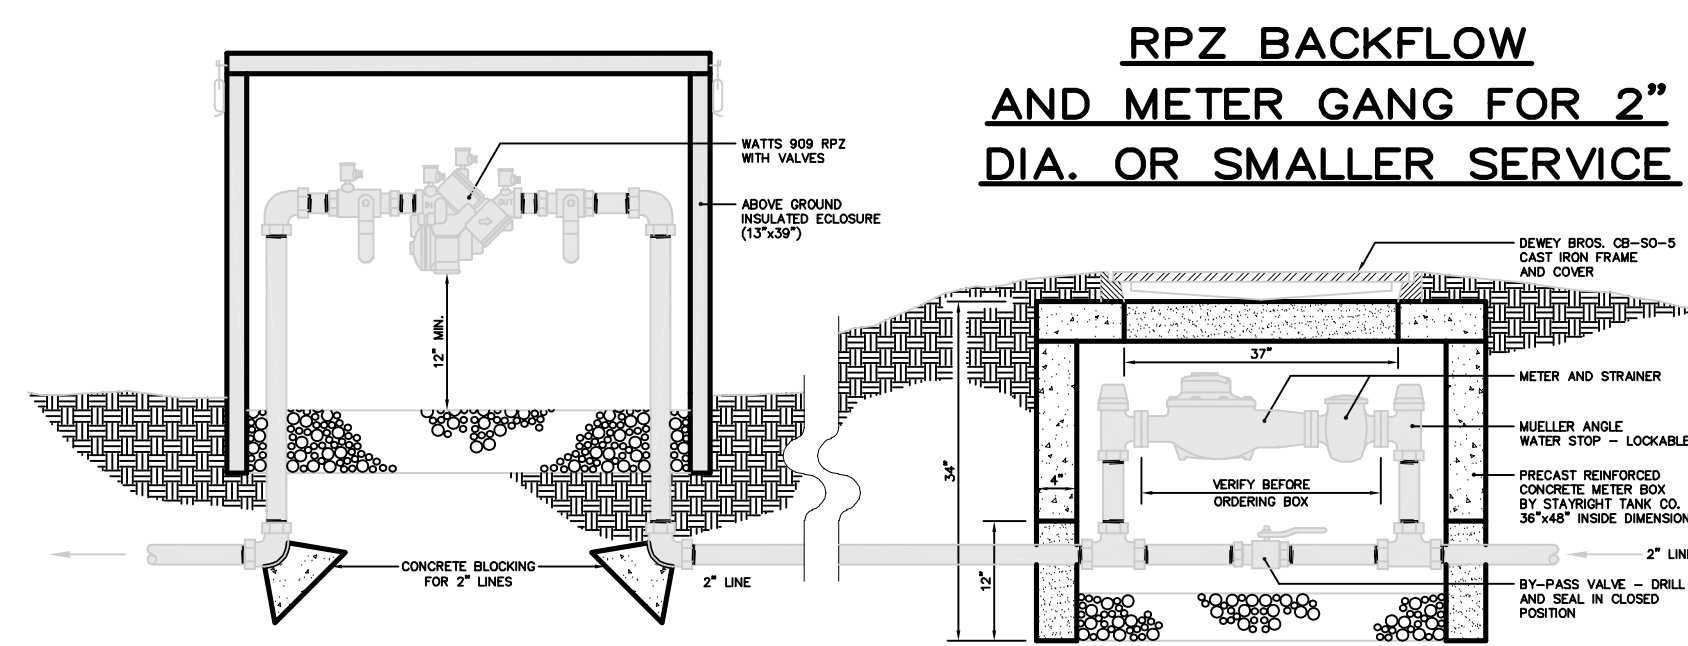 RPZ BACKFLOW
AND METER GANG FOR 2"
DIA. OR SMALLER SERVICE
WATTS 909 RPZ
WITH VALVES
ABOVE GROUND
INSULATED ECLOSURE
(13"x39")
IN
OUT
12" MIN.
CONCRETE BLOCKING
FOR 2" LINES
2" LINE
DEWEY BROS. CB-SO-5
CAST IRON FRAME
AND COVER
37"
METER AND STRAINER
MUELLER ANGLE
WATER STOP - LOCKABLE
34"
4"
VERIFY BEFORE
ORDERING BOX
PRECAST REINFORCED
CONCRETE METER BOX
BY STAYRIGHT TANK CO.
36"x48" INSIDE DIMENSION
12"
2" LINE
BY-PASS VALVE - DRILL
AND SEAL IN CLOSED
POSITION